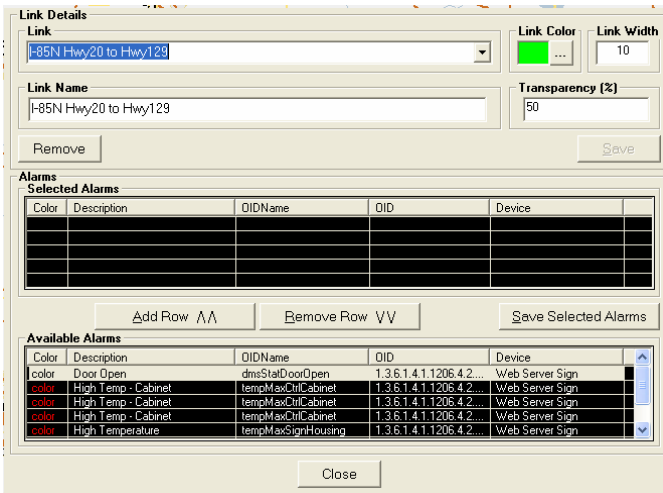 Link Details
Link Link Color Link Width
I-85N Hwy20 to Hwy129 ... 10
Link Name Transparency (%)
I-85N Hwy20 to Hwy129 50
Remove Save
Alarms
Selected Alarms
Color Description OIDName OID Device
Add Row ΛΛ Remove Row VV Save Selected Alarms
Available Alarms
Color Description OIDName OID Device
color Door Open dmsStatDoorOpen 1.3.6.1.4.1.1206.4.2.... Web Server Sign
color High Temp - Cabinet tempMaxCtrlCabinet 1.3.6.1.4.1.1206.4.2.... Web Server Sign
color High Temp - Cabinet tempMaxCtrlCabinet 1.3.6.1.4.1.1206.4.2.... Web Server Sign
color High Temp - Cabinet tempMaxCtrlCabinet 1.3.6.1.4.1.1206.4.2.... Web Server Sign
color High Temperature tempMaxSignHousing 1.3.6.1.4.1.1206.4.2.... Web Server Sign
Close